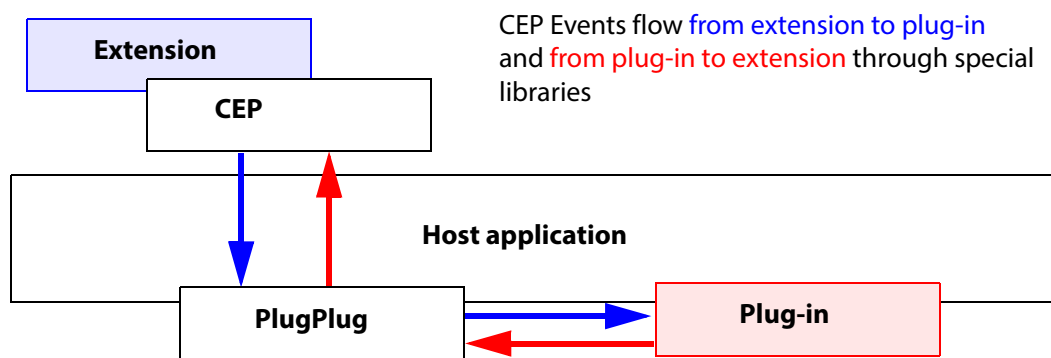 CEP Events flow from extension to plug-in
and from plug-in to extension through special
libraries
Extension
CEP
Host application
PlugPlug
Plug-in